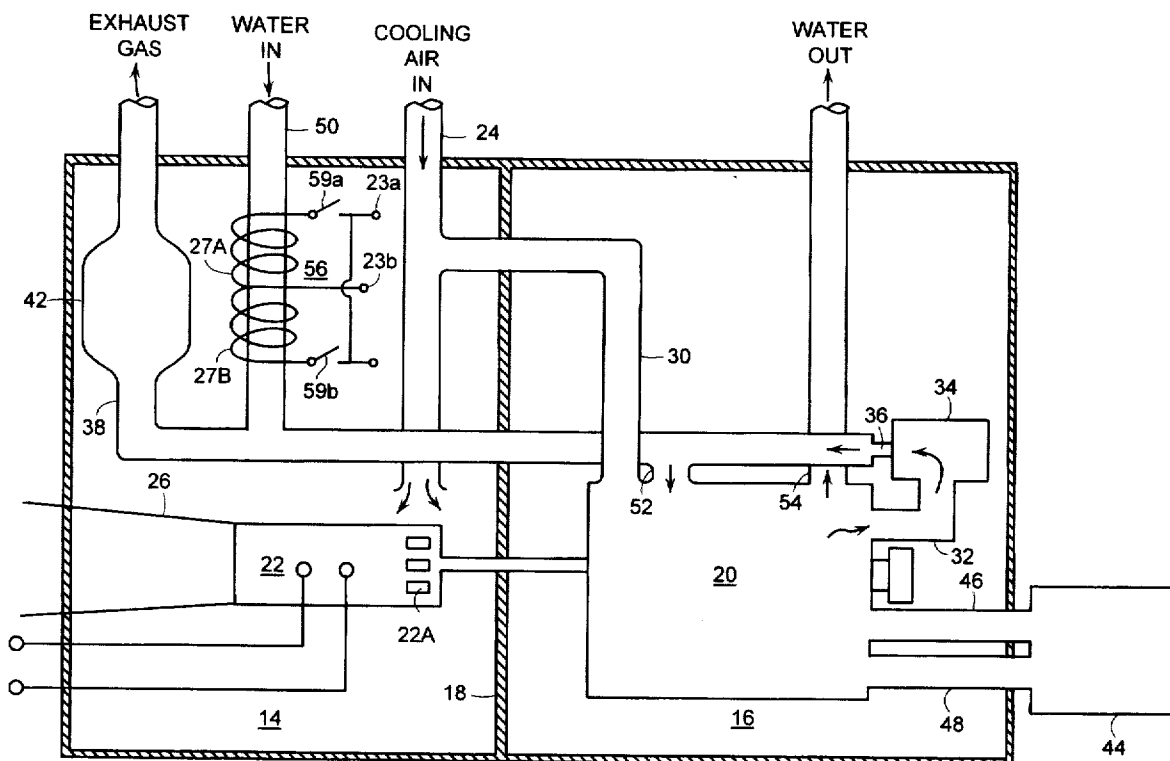 EXHAUST
GAS
WATER
IN
COOLING
AIR
IN
WATER
OUT
50
24
59a
23a
27A
56
23b
42
27B
59b
30
38
34
36
26
52
54
32
22
20
46
22A
18
14
16
48
44